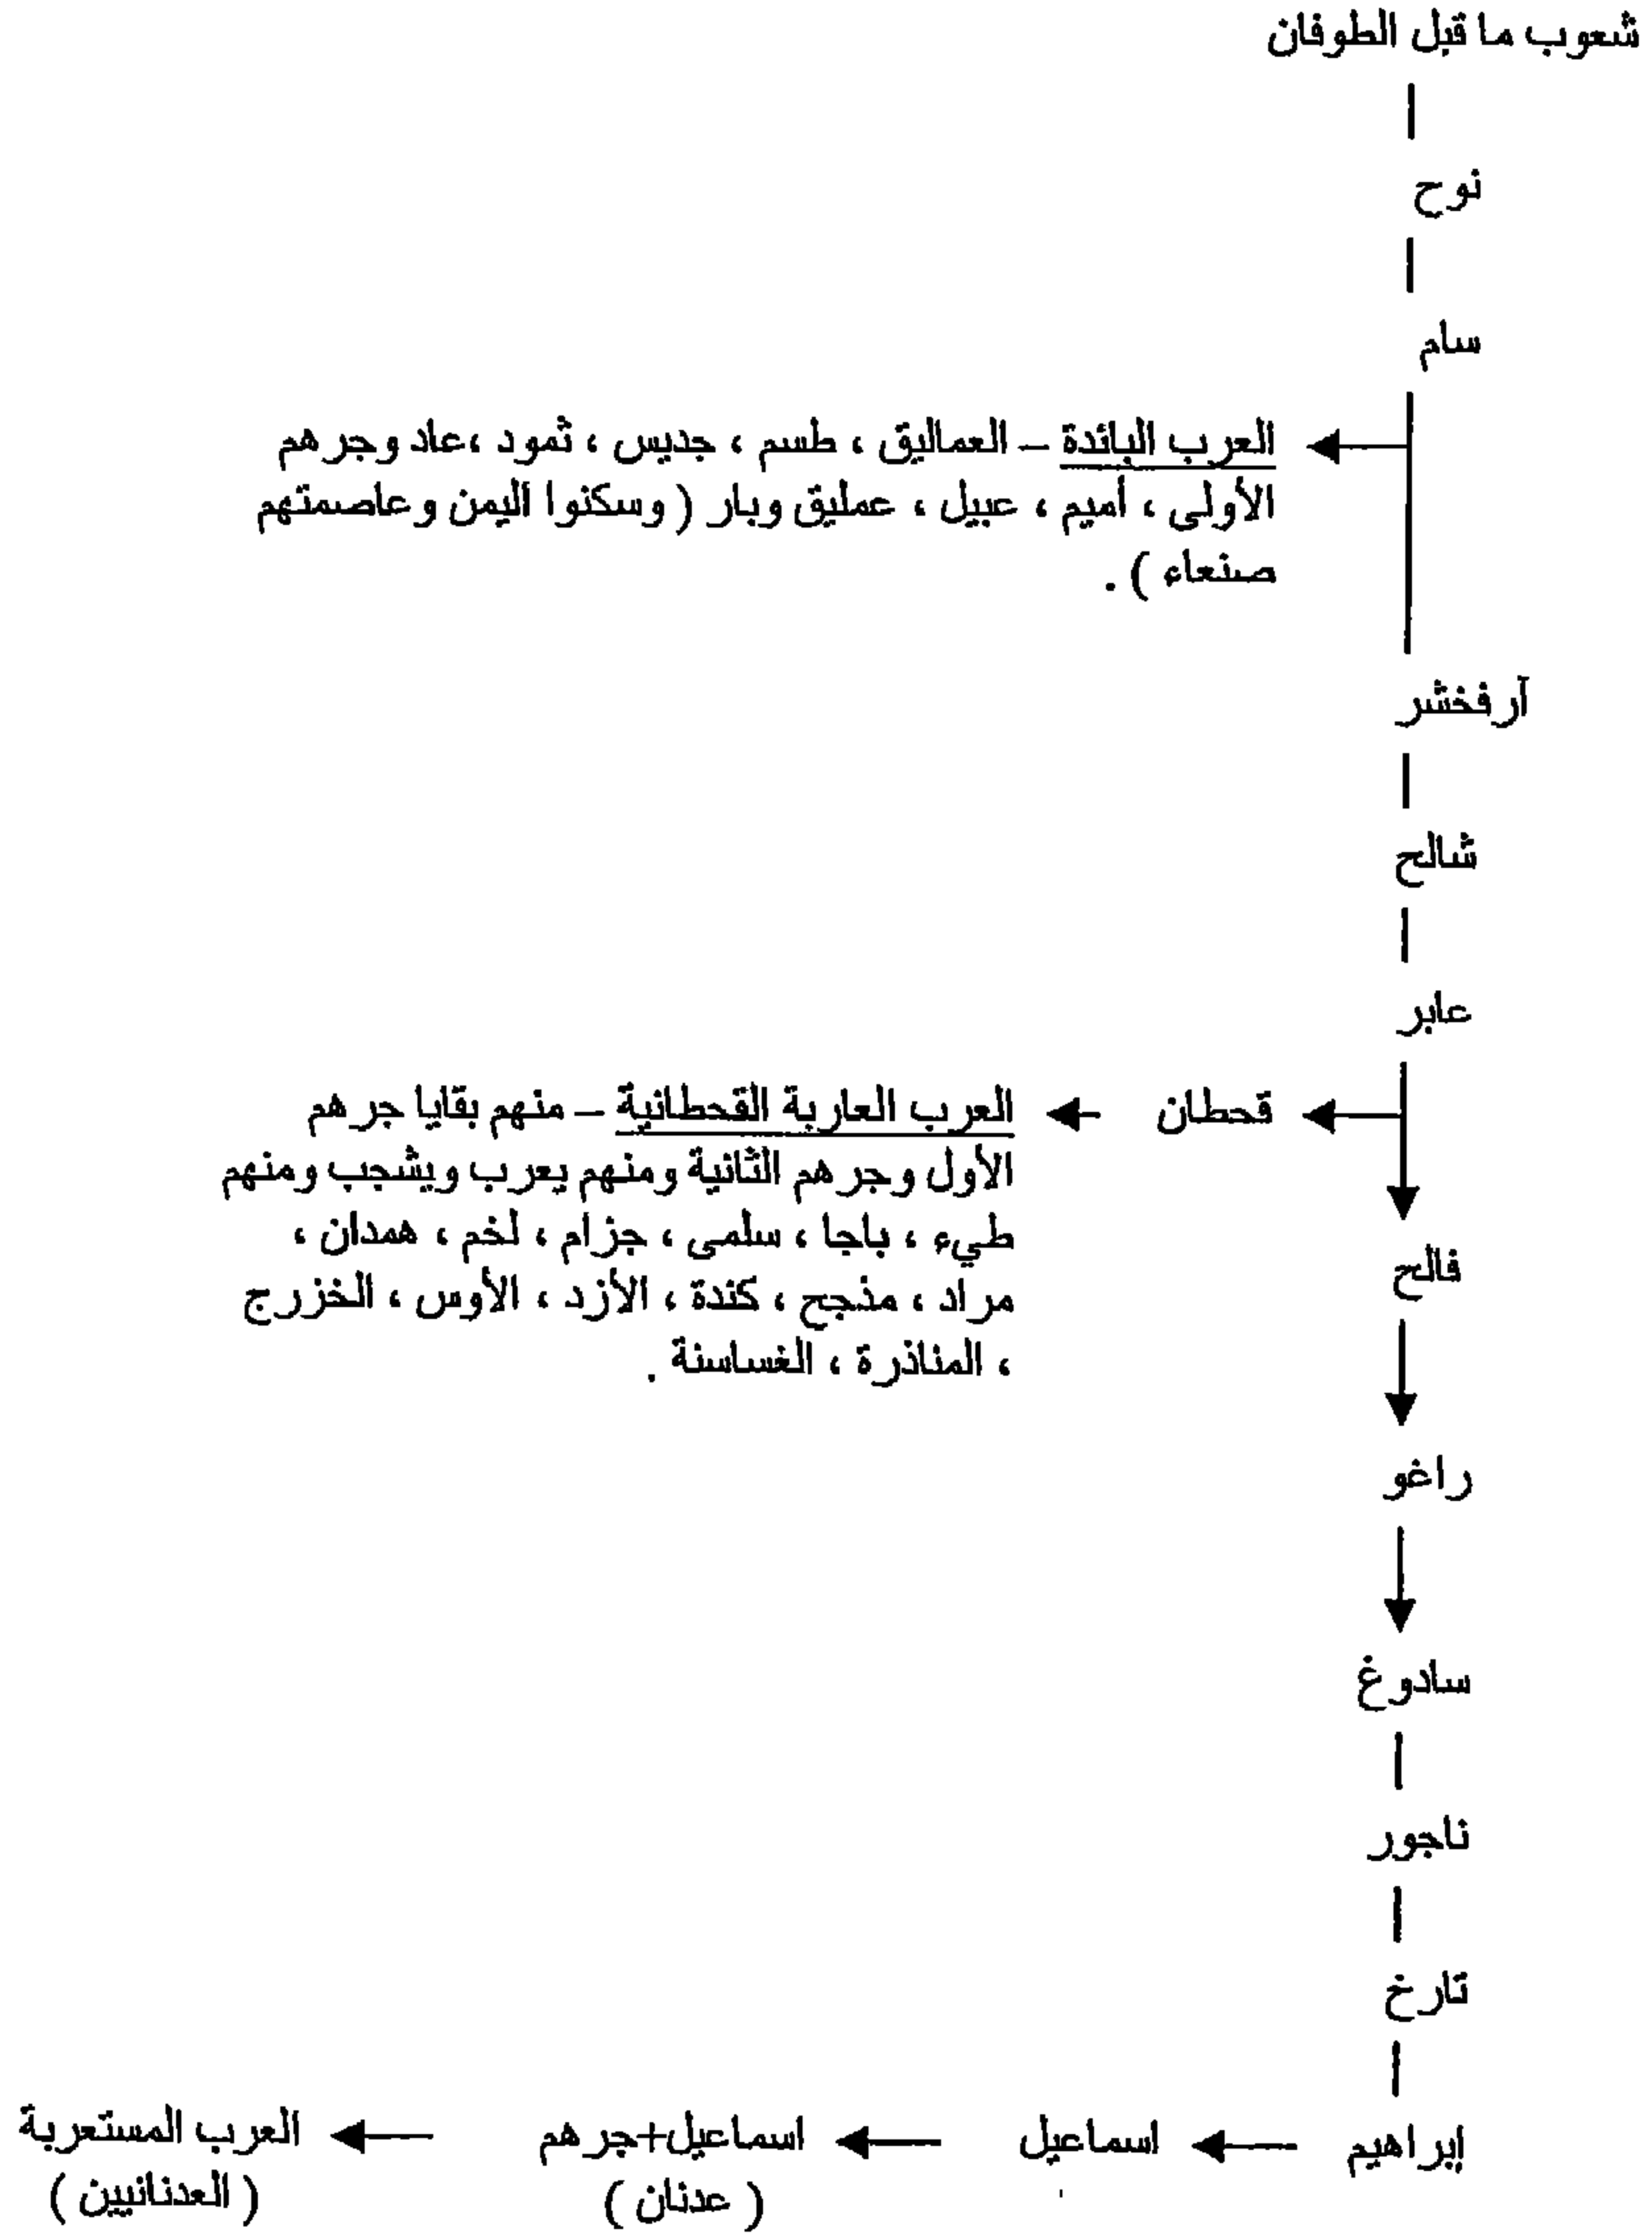 شعوب ما قبل الطوفان
نوح
سام
العرب البائدة – العماليق ، طسم ، جديس ، ثمود ،عاد وجرهم
الأولى ، أميم ، عبيل ، عمليق وبار ( وسكنوا اليمن وعاصمتهم
صنعاء ) .
آرفخشر
شالح
عابر
قحطان
العرب العاربة القحطانية – منهم بقايا جرهم
الأول وجرهم الثانية ومنهم يعرب ويشجب ومنهم
طيء ، باجا ، سلمى ، جزام ، لخم ، همدان ،
مراد ، مذجح ، كندة ، الأزد ، الأوس ، الخزرج
، المناذرة ، الغساسنة .
فالح
راغو
سادوغ
ناجور
تارخ
إبراهيم
اسماعيل
اسماعيل+جرهم
( عدنان )
العرب المستعربة
( العدنانيين )